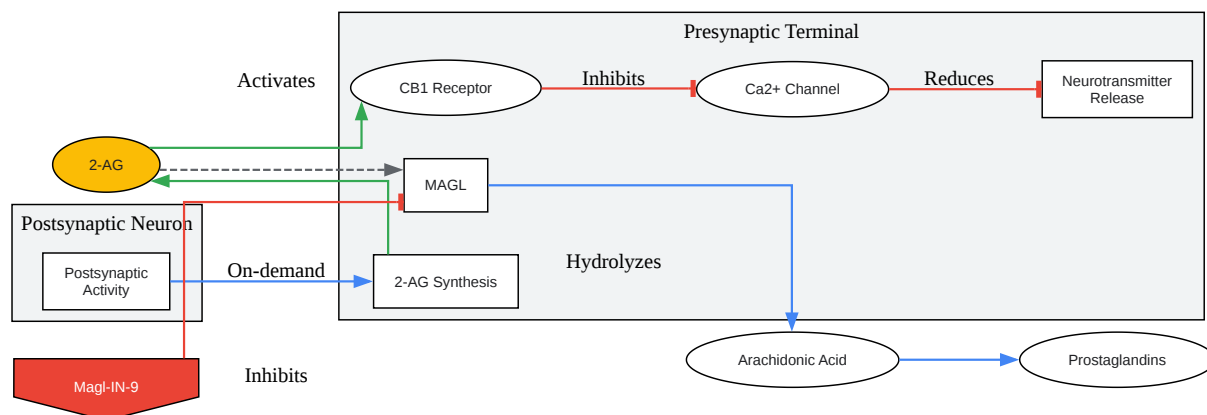 Presynaptic Terminal
Activates
CB1 Receptor
Inhibits
Ca2+ Channel
Reduces
Neurotransmitter
Release
2-AG
MAGL
Postsynaptic Neuron
Postsynaptic
Activity
On-demand
2-AG Synthesis
Hydrolyzes
Arachidonic Acid
Prostaglandins
Magl-IN-9
Inhibits